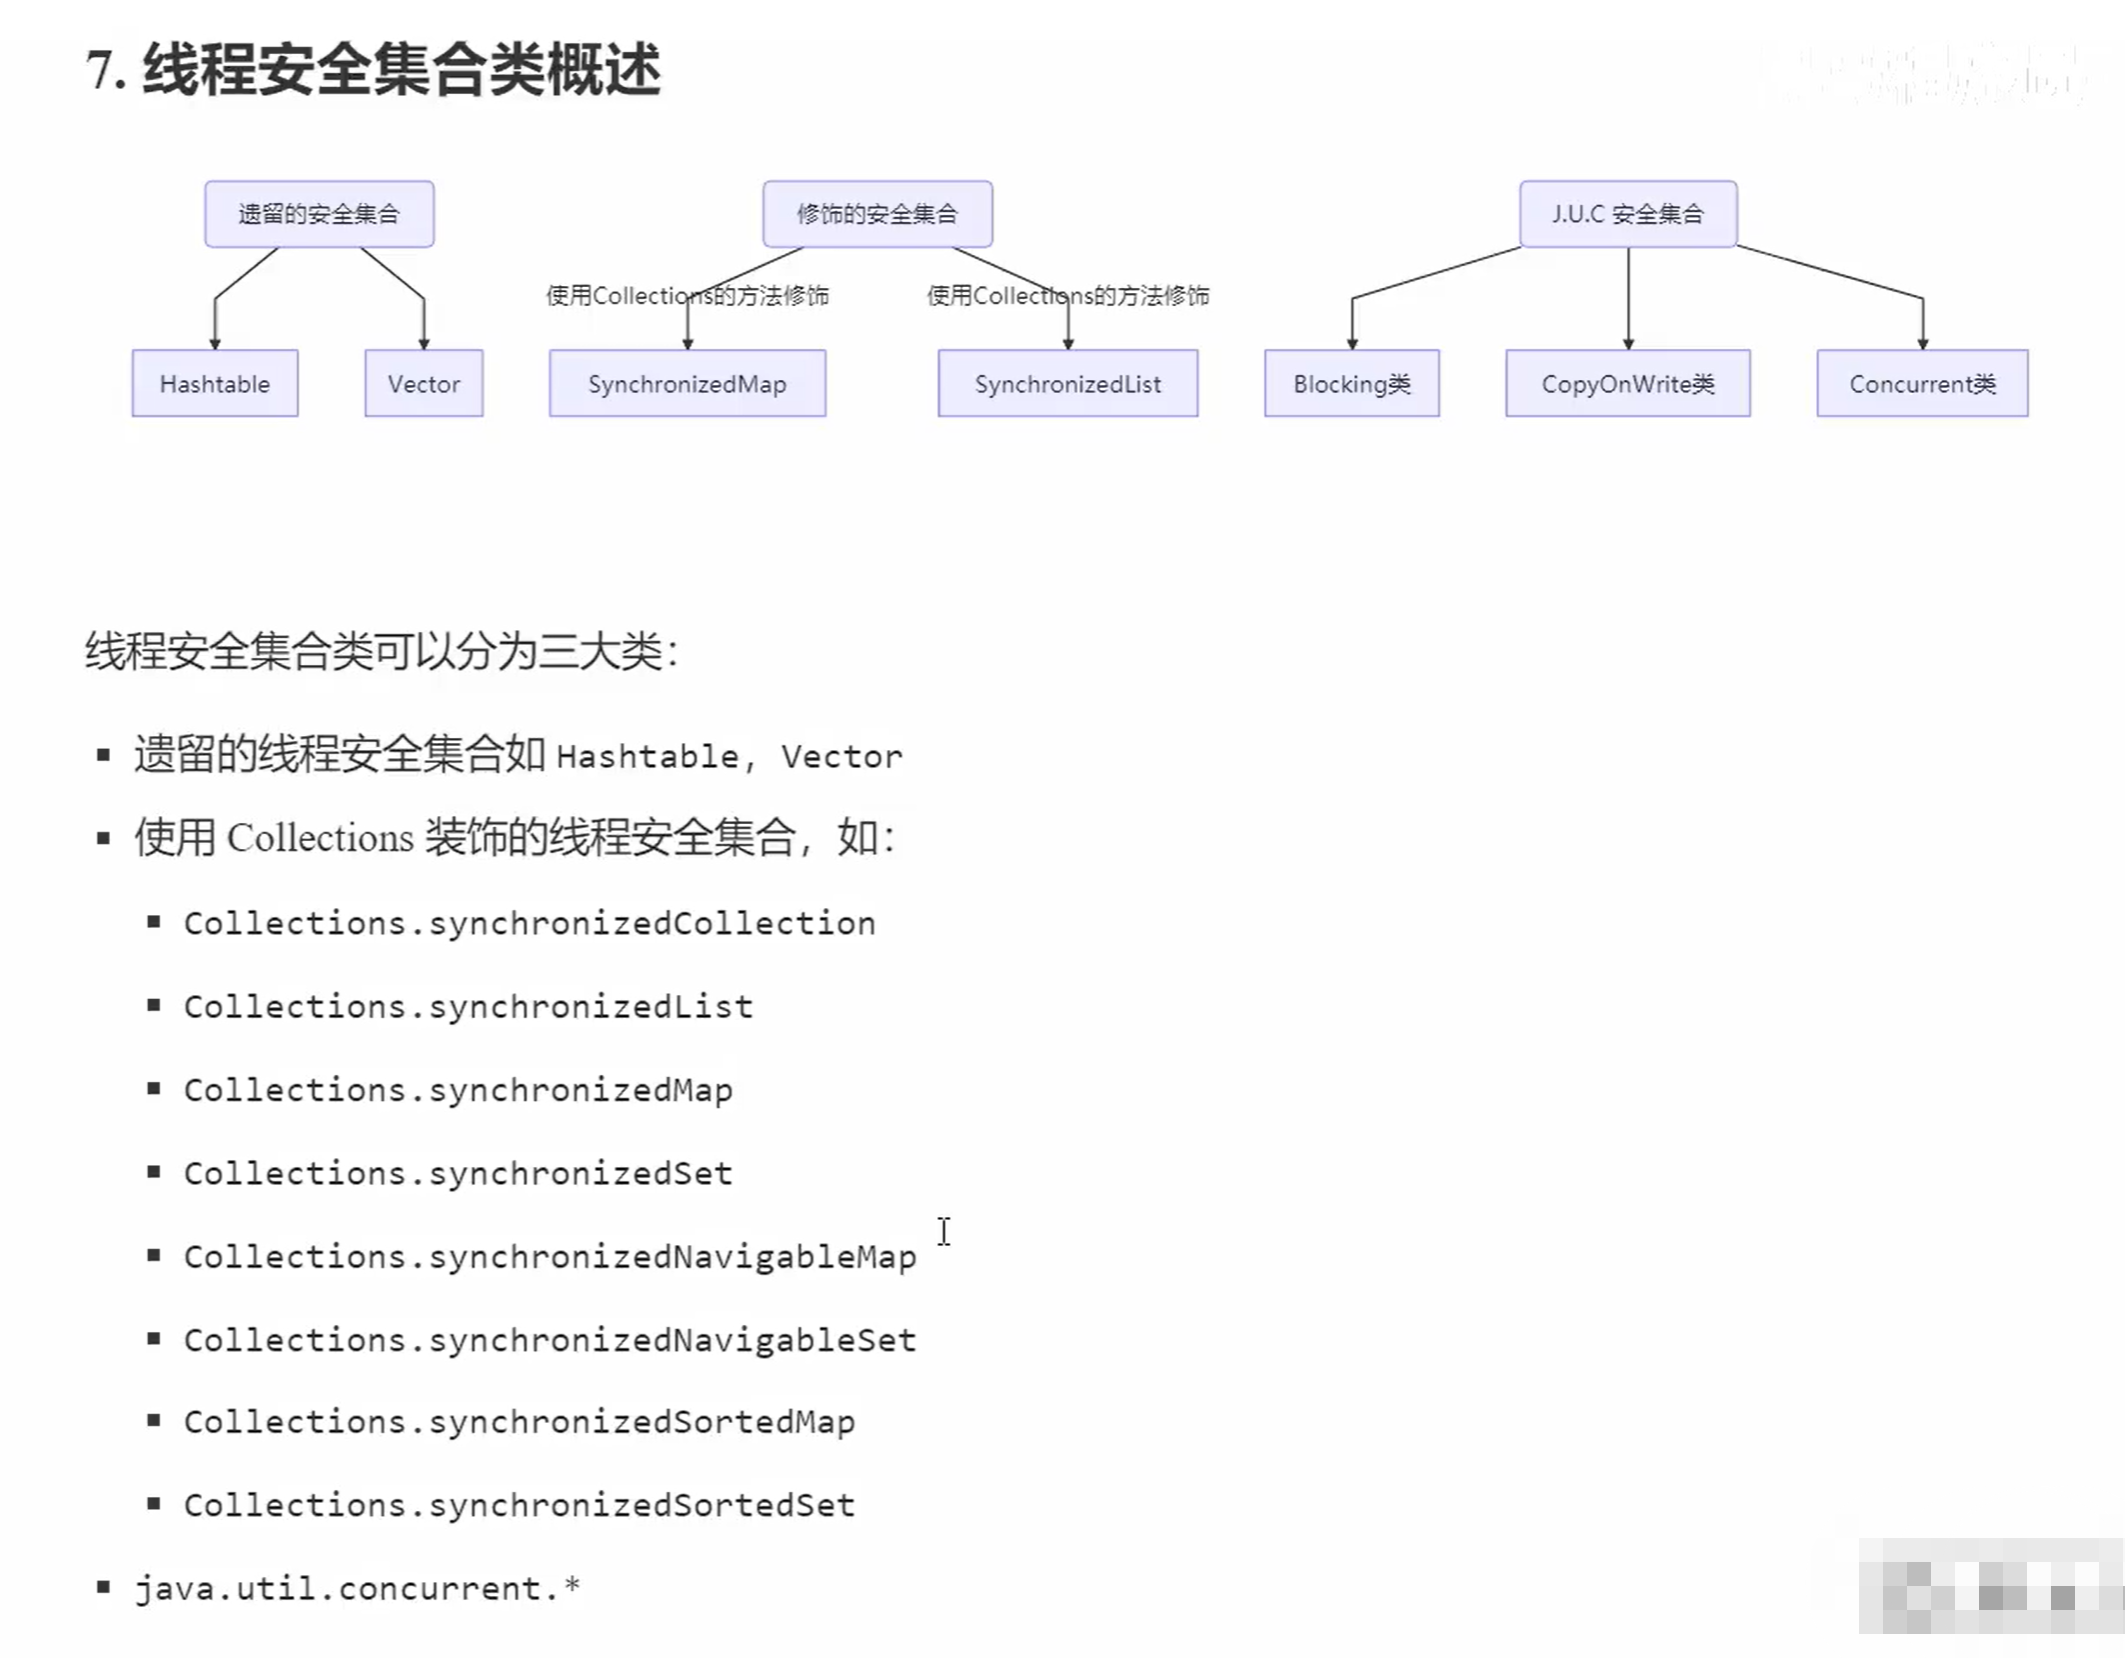 7. 线程安全集合类概述
遗留的安全集合
修饰的安全集合
J.U.C 安全集合
使用Collections的方法修饰
使用Collections的方法修饰
Hashtable
Vector
SynchronizedMap
SynchronizedList
Blocking类
CopyOnWrite类
Concurrent类
线程安全集合类可以分为三大类：
▪ 遗留的线程安全集合如 Hashtable, Vector
▪ 使用 Collections 装饰的线程安全集合，如：
▪ Collections.synchronizedCollection
▪ Collections.synchronizedList
▪ Collections.synchronizedMap
▪ Collections.synchronizedSet
▪ Collections.synchronizedNavigableMap
▪ Collections.synchronizedNavigableSet
▪ Collections.synchronizedSortedMap
▪ Collections.synchronizedSortedSet
▪ java.util.concurrent.*